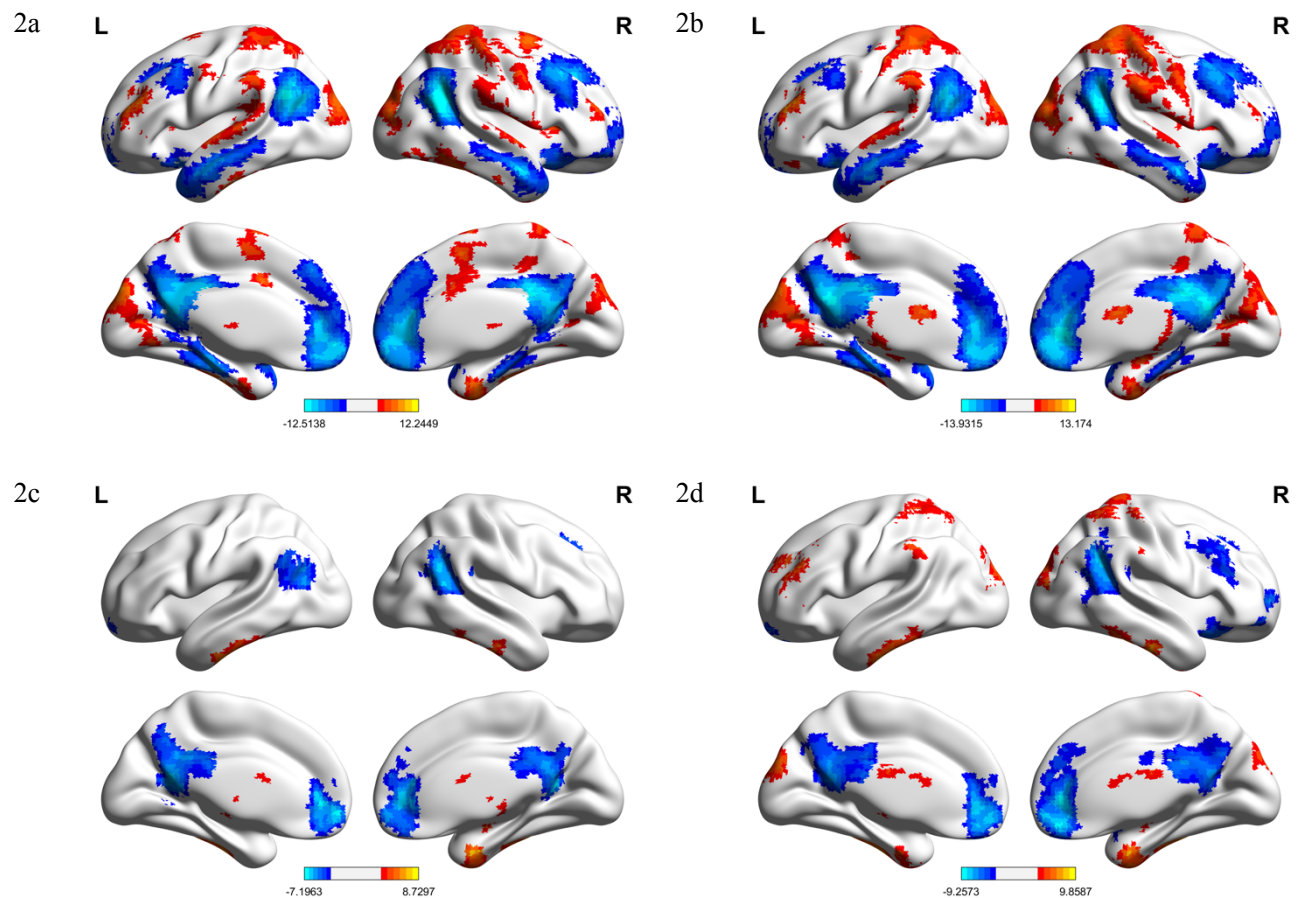 2a L R
2b L R
-12.5138 12.2449
-13.9315 13.174
2c L R
2d L R
-7.1963 8.7297
-9.2573 9.8587